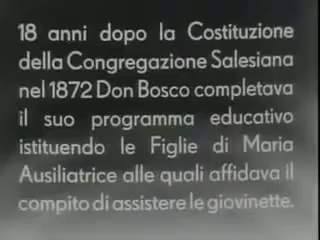 18 anni dopo la Costituzione
della Congregazione Salesiana
nel 1872 Don Bosco completava
il suo programma educativo
istituendo le Figlie di Maria
Ausiliatrice alle quali affidava il
compito di assistere le giovinette.